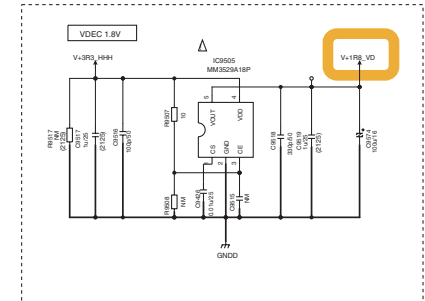 VDEC 1.8V
V+3R3_HHH
IC9505
MM3529A18P
V+1R8_VD
5
4
VOUT
VDD
CS
GND
CE
1
2
3
R9517
NM
(2125)
C9517
1u/25
(2125)
C9516
100p/50
R9507
10
R9508
NM
C9426
0.01u/25
C9515
NM
C9518
330p/50
C9519
1u/25
(2125)
C9574
100u/16
GNDD